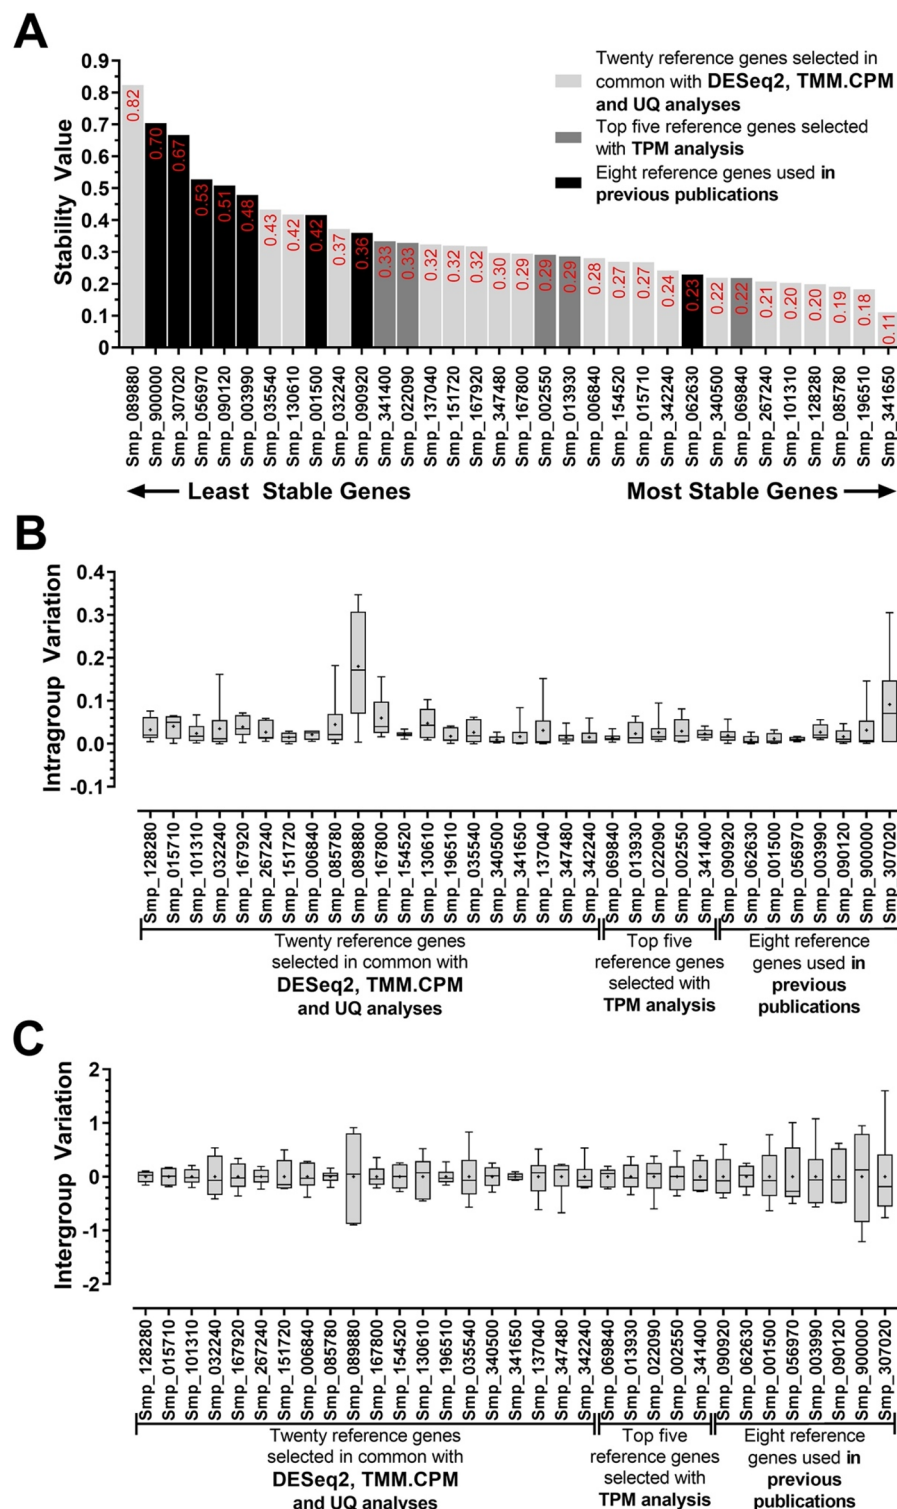 A
Stability Value
0.9
0.8
0.7
0.6
0.5
0.4
0.3
0.2
0.1
0
Twenty reference genes selected in
common with DESeq2, TMM.CPM
and UQ analyses
Top five reference genes selected
with TPM analysis
Eight reference genes used in
previous publications
0.82
0.70
0.67
0.53
0.51
0.48
0.43
0.42
0.42
0.37
0.36
0.33
0.33
0.32
0.32
0.32
0.30
0.29
0.29
0.29
0.28
0.27
0.27
0.24
0.23
0.22
0.22
0.21
0.20
0.20
0.19
0.18
0.11
Smp_089880
Smp_900000
Smp_307020
Smp_056970
Smp_090120
Smp_003990
Smp_035540
Smp_130610
Smp_001500
Smp_032240
Smp_090920
Smp_341400
Smp_022090
Smp_137040
Smp_151720
Smp_167920
Smp_347480
Smp_167800
Smp_002550
Smp_013930
Smp_006840
Smp_154520
Smp_015710
Smp_342240
Smp_062630
Smp_340500
Smp_069840
Smp_267240
Smp_101310
Smp_128280
Smp_085780
Smp_196510
Smp_341650
Least Stable Genes
Most Stable Genes
B
Intragroup Variation
0.4
0.3
0.2
0.1
0.0
-0.1
Smp_128280
Smp_015710
Smp_101310
Smp_032240
Smp_167920
Smp_267240
Smp_151720
Smp_006840
Smp_085780
Smp_089880
Smp_167800
Smp_154520
Smp_130610
Smp_196510
Smp_035540
Smp_340500
Smp_341650
Smp_137040
Smp_347480
Smp_342240
Smp_069840
Smp_013930
Smp_022090
Smp_002550
Smp_341400
Smp_090920
Smp_062630
Smp_001500
Smp_056970
Smp_003990
Smp_090120
Smp_900000
Smp_307020
Twenty reference genes
selected in common with
DESeq2, TMM.CPM
and UQ analyses
Top five
reference genes
selected with
TPM analysis
Eight reference
genes used in
previous
publications
C
Intergroup Variation
2
1
0
-1
-2
Smp_128280
Smp_015710
Smp_101310
Smp_032240
Smp_167920
Smp_267240
Smp_151720
Smp_006840
Smp_085780
Smp_089880
Smp_167800
Smp_154520
Smp_130610
Smp_196510
Smp_035540
Smp_340500
Smp_341650
Smp_137040
Smp_347480
Smp_342240
Smp_069840
Smp_013930
Smp_022090
Smp_002550
Smp_341400
Smp_090920
Smp_062630
Smp_001500
Smp_056970
Smp_003990
Smp_090120
Smp_900000
Smp_307020
Twenty reference genes
selected in common with
DESeq2, TMM.CPM
and UQ analyses
Top five
reference genes
selected with
TPM analysis
Eight reference
genes used in
previous
publications